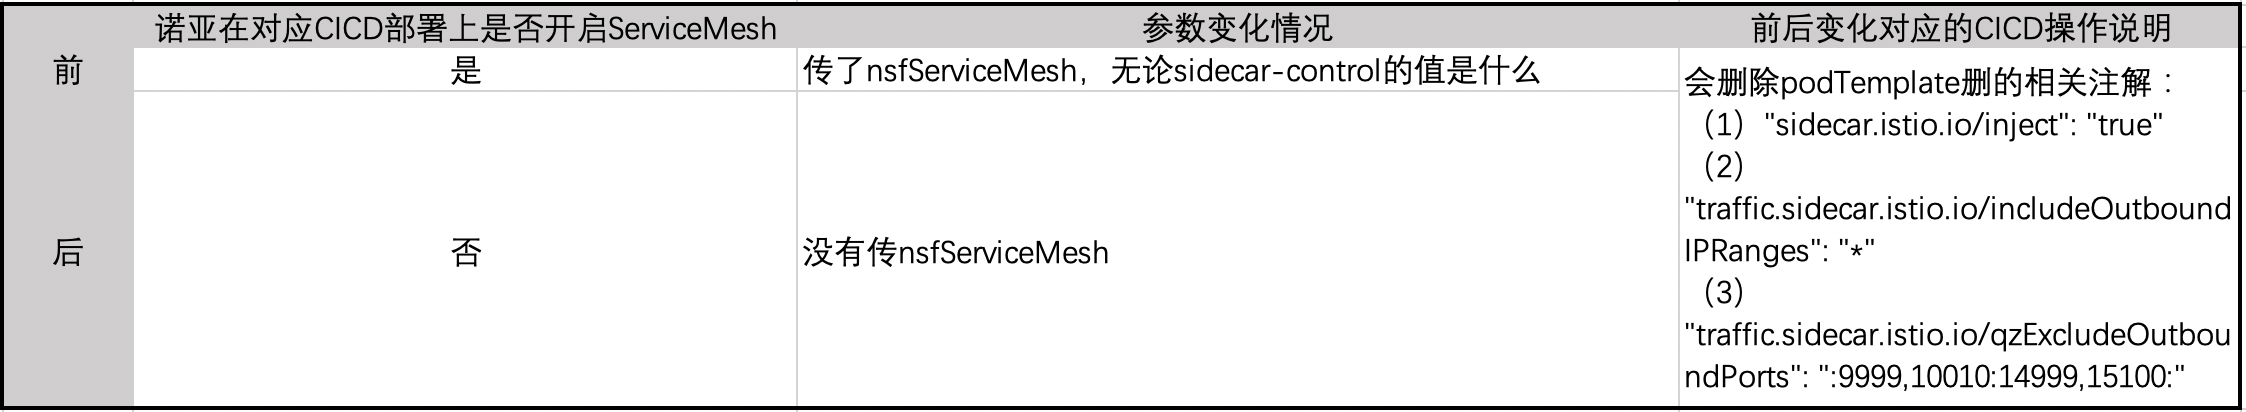 诺亚在对应CICD部署上是否开启ServiceMesh
参数变化情况
前后变化对应的CICD操作说明
前
是
传了nsfServiceMesh，无论sidecar-control的值是什么
会删除podTemplate删的相关注解：
（1）"sidecar.istio.io/inject": "true"
（2）
"traffic.sidecar.istio.io/includeOutbound
IPRanges": "*"
（3）
"traffic.sidecar.istio.io/qzExcludeOutbou
ndPorts": ":9999,10010:14999,15100:"
后
否
没有传nsfServiceMesh